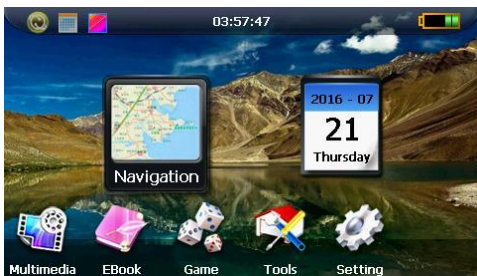 03:57:47
2016 - 07
21
Thursday
Navigation
Multimedia EBook Game Tools Setting